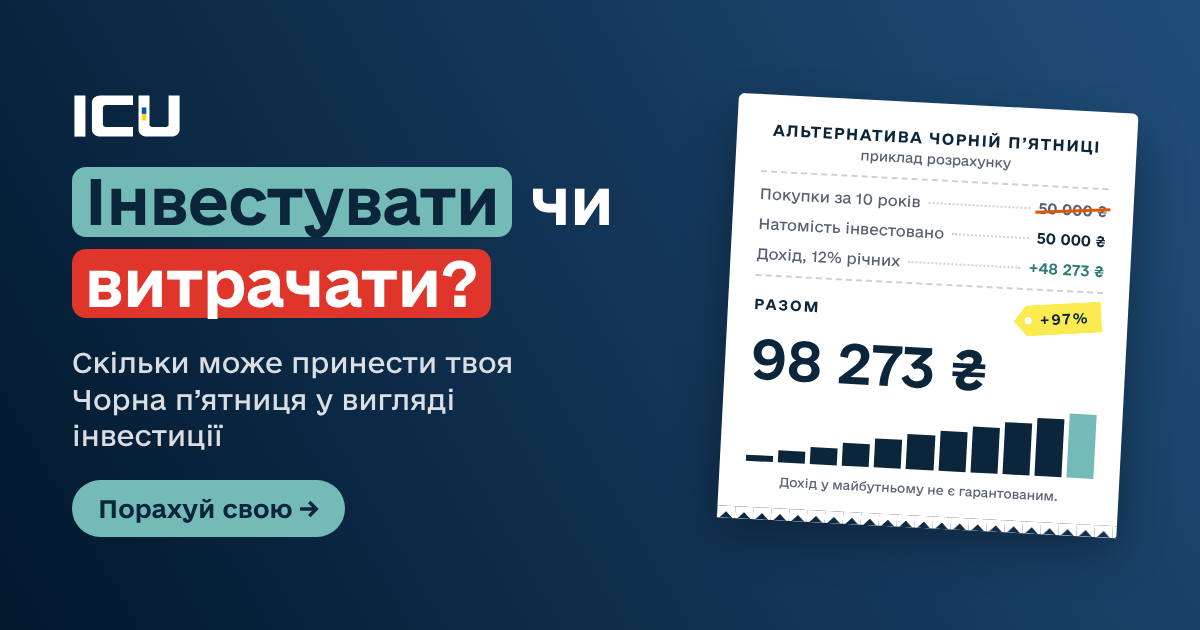 ICU
Інвестувати чи
витрачати?
Скільки може принести твоя
Чорна п’ятниця у вигляді
інвестиції
Порахуй свою →
АЛЬТЕРНАТИВА ЧОРНІЙ П’ЯТНИЦІ
приклад розрахунку
Покупки за 10 років 50 000 ₴
Натомість інвестовано 50 000 ₴
Дохід, 12% річних +48 273 ₴
РАЗОМ +97%
98 273 ₴
Дохід у майбутньому не є гарантованим.